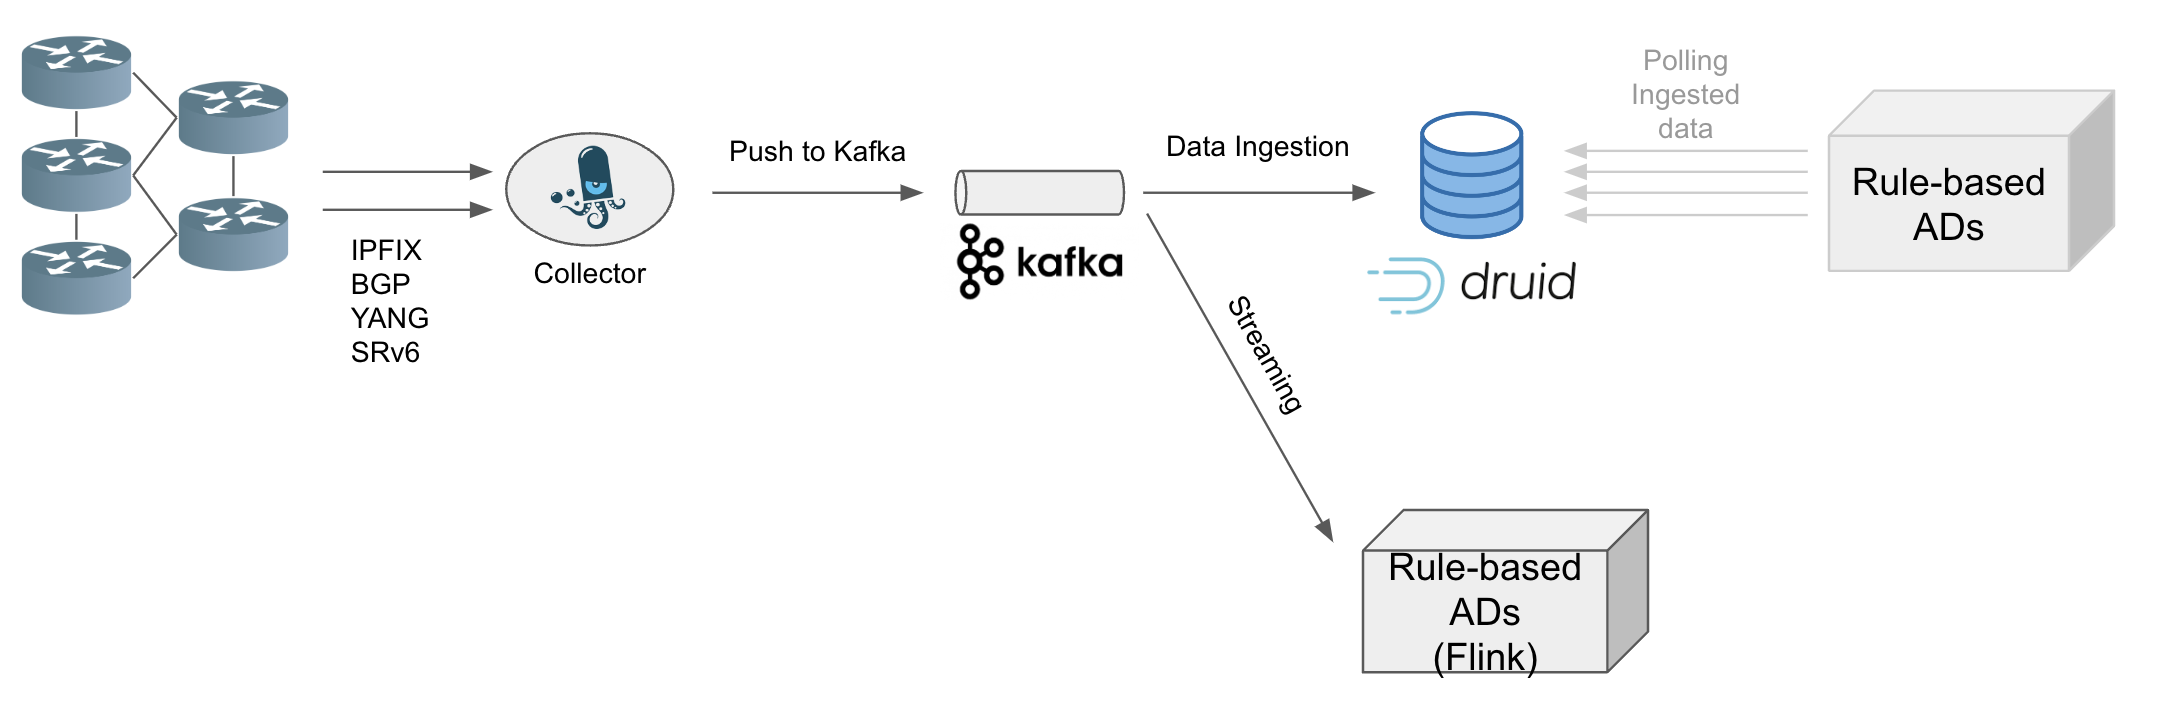 IPFIX
BGP
YANG
SRv6
Collector
Push to Kafka
kafka
Data Ingestion
druid
Streaming
Polling
Ingested
data
Rule-based
ADs
Rule-based
ADs
(Flink)